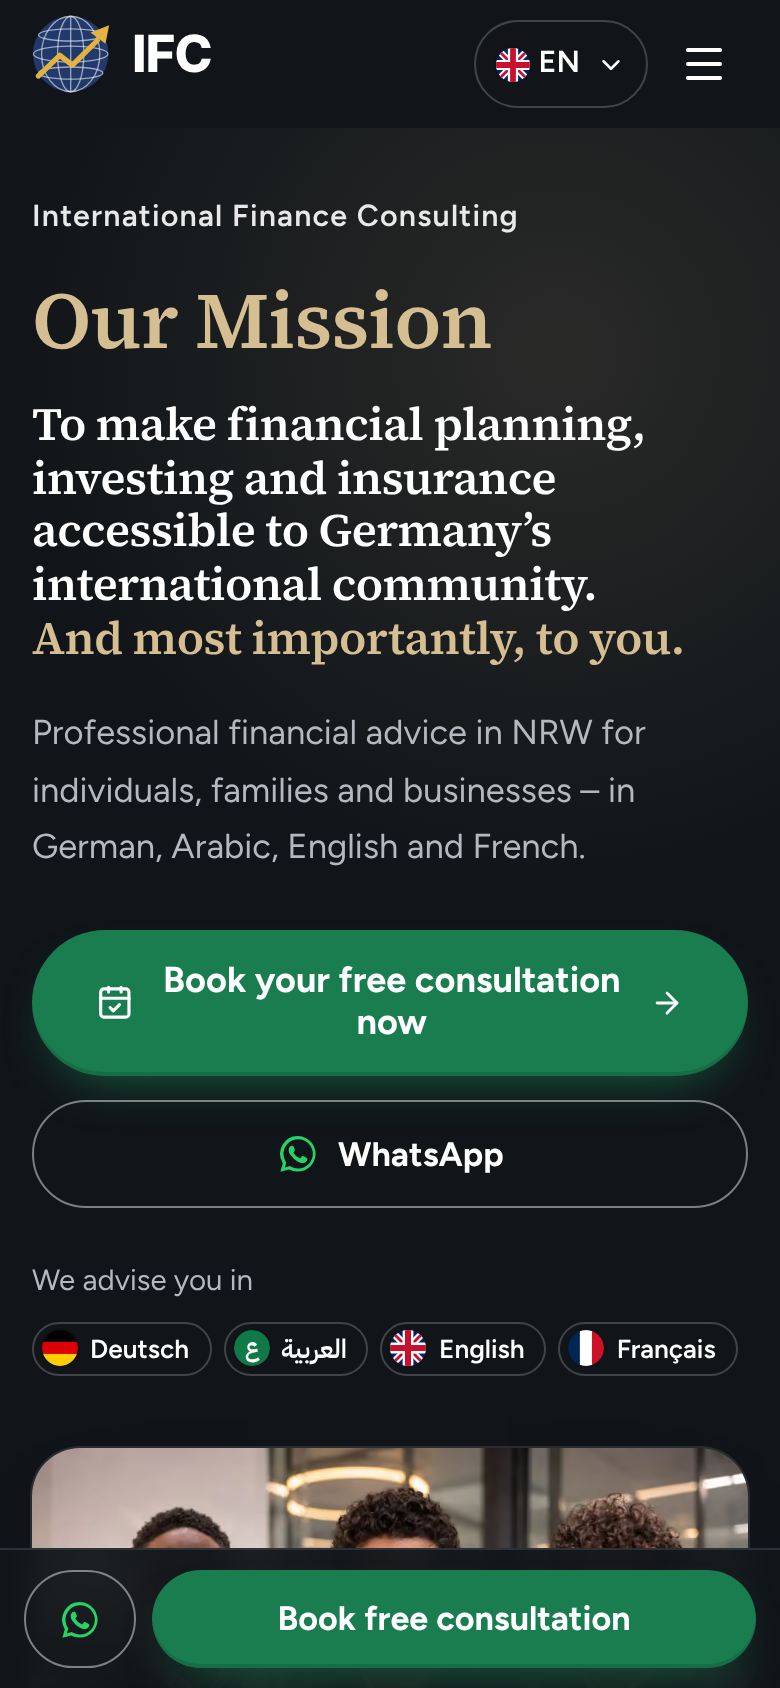 IFC
EN
International Finance Consulting
Our Mission
To make financial planning,
investing and insurance
accessible to Germany’s
international community.
And most importantly, to you.
Professional financial advice in NRW for
individuals, families and businesses – in
German, Arabic, English and French.
Book your free consultation
now
WhatsApp
We advise you in
Deutsch
ع العربية
English
Français
Book free consultation